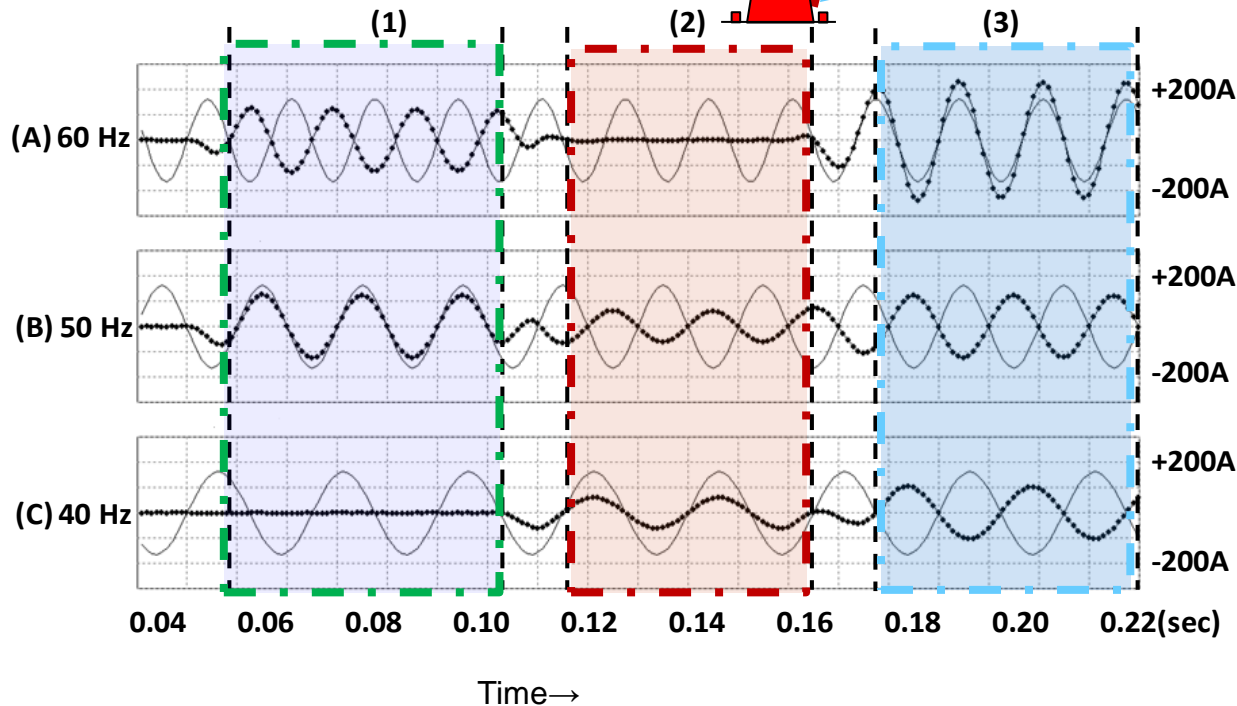 (1) (2) (3)
(A) 60 Hz
+200A
-200A
(B) 50 Hz
+200A
-200A
(C) 40 Hz
+200A
-200A
0.04 0.06 0.08 0.10 0.12 0.14 0.16 0.18 0.20 0.22(sec)
Time→